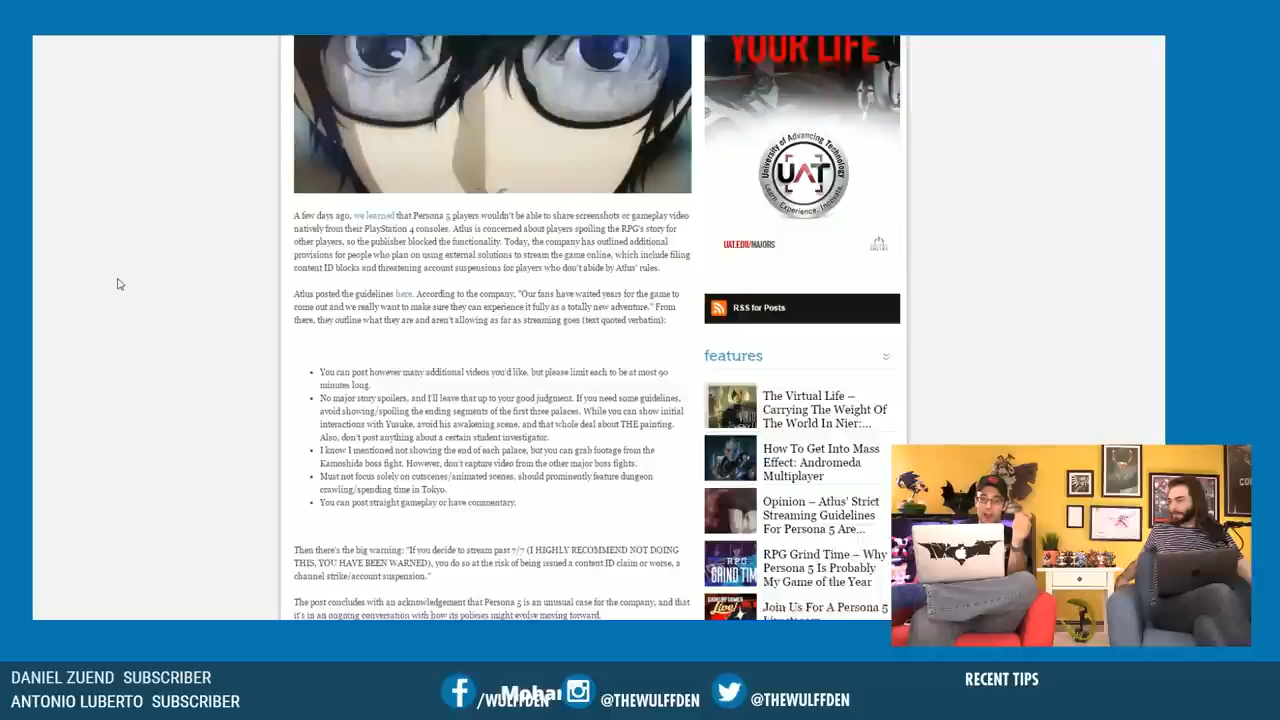 YOUR LIFE
University of Advancing Technology
UAT
Learn. Experience. Innovate.
UAT.EDU/MAJORS
A few days ago, we learned that Persona 5 players wouldn't be able to share screenshots or gameplay video
natively from their PlayStation 4 consoles. Atlus is concerned about players spoiling the RPG's story for
other players, so the publisher blocked the functionality. Today, the company has outlined additional
provisions for people who plan on using external solutions to stream the game online, which include filing
content ID blocks and threatening account suspensions for players who don't abide by Atlus' rules.
Atlus posted the guidelines here. According to the company, "Our fans have waited years for the game to
come out and we really want to make sure they can experience it fully as a totally new adventure." From
there, they outline what they are and aren't allowing as far as streaming goes (text quoted verbatim):
• You can post however many additional videos you'd like, but please limit each to be at most 90
minutes long.
• No major story spoilers, and I'll leave that up to your good judgment. If you need some guidelines,
avoid showing/spoiling the ending segments of the first three palaces. While you can show initial
interactions with Yusuke, avoid his awakening scene, and that whole deal about THE painting.
Also, don't post anything about a certain student investigator.
• I know I mentioned not showing the end of each palace, but you can grab footage from the
Kamoshida boss fight. However, don't capture video from the other major boss fights.
• Must not focus solely on cutscenes/animated scenes, should prominently feature dungeon
crawling/spending time in Tokyo.
• You can post straight gameplay or have commentary.
Then there's the big warning: "If you decide to stream past 7/7 (I HIGHLY RECOMMEND NOT DOING
THIS, YOU HAVE BEEN WARNED), you do so at the risk of being issued a content ID claim or worse, a
channel strike/account suspension."
The post concludes with an acknowledgement that Persona 5 is an unusual case for the company, and that
it's in an ongoing conversation with how its policies might evolve moving forward.
RSS for Posts
features
The Virtual Life –
Carrying The Weight Of
The World In Nier:...
How To Get Into Mass
Effect: Andromeda
Multiplayer
Opinion – Atlus' Strict
Streaming Guidelines
For Persona 5 Are...
RPG
GRIND TIME
RPG Grind Time – Why
Persona 5 Is Probably
My Game of the Year
Live!
Join Us For A Persona 5
Livestream
DANIEL ZUEND SUBSCRIBER
ANTONIO LUBERTO SUBSCRIBER
/WULFFDEN
Mohar
@THEWULFFDEN
@THEWULFFDEN
RECENT TIPS